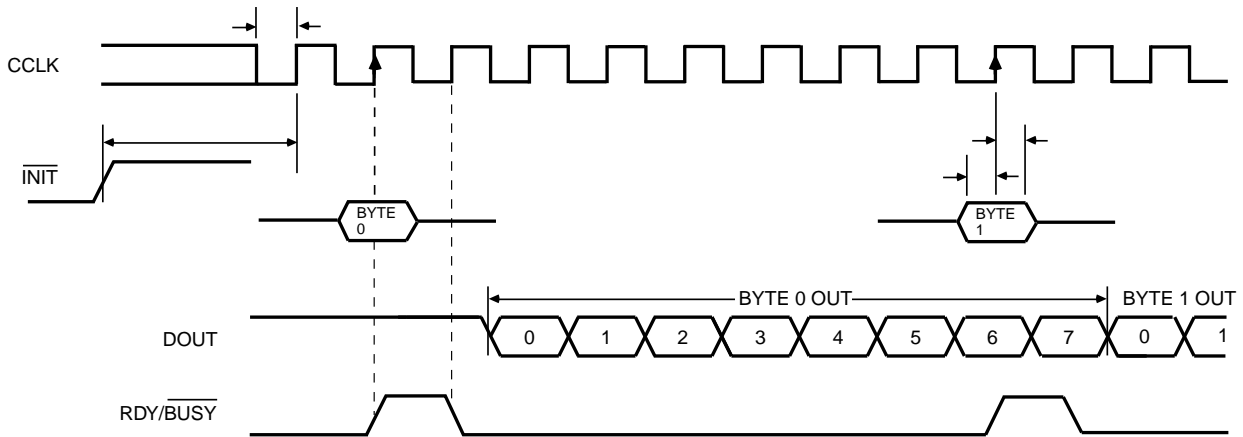 CCLK
INIT
BYTE
0
BYTE
1
BYTE 0 OUT
BYTE 1 OUT
DOUT
0 1 2 3 4 5 6 7 0 1
RDY/BUSY